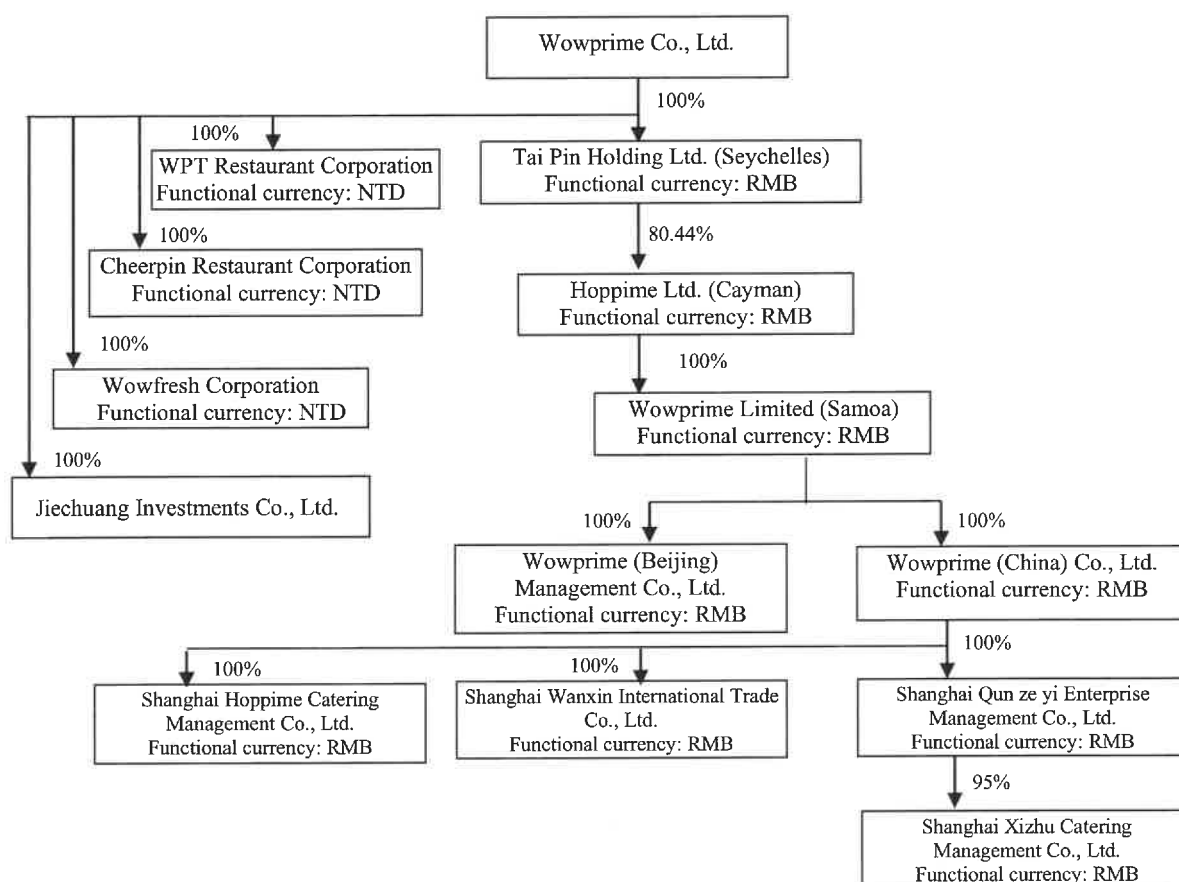 Wowprime Co., Ltd.
100%
100%
WPT Restaurant Corporation
Functional currency: NTD
Tai Pin Holding Ltd. (Seychelles)
Functional currency: RMB
100%
Cheerpin Restaurant Corporation
Functional currency: NTD
80.44%
Hoppime Ltd. (Cayman)
Functional currency: RMB
100%
Wowfresh Corporation
Functional currency: NTD
100%
Wowprime Limited (Samoa)
Functional currency: RMB
100%
Jiechuang Investments Co., Ltd.
100%
100%
Wowprime (Beijing)
Management Co., Ltd.
Functional currency: RMB
Wowprime (China) Co., Ltd.
Functional currency: RMB
100%
100%
100%
Shanghai Hoppime Catering
Management Co., Ltd.
Functional currency: RMB
Shanghai Wanxin International Trade
Co., Ltd.
Functional currency: RMB
Shanghai Qun ze yi Enterprise
Management Co., Ltd.
Functional currency: RMB
95%
Shanghai Xizhu Catering
Management Co., Ltd.
Functional currency: RMB